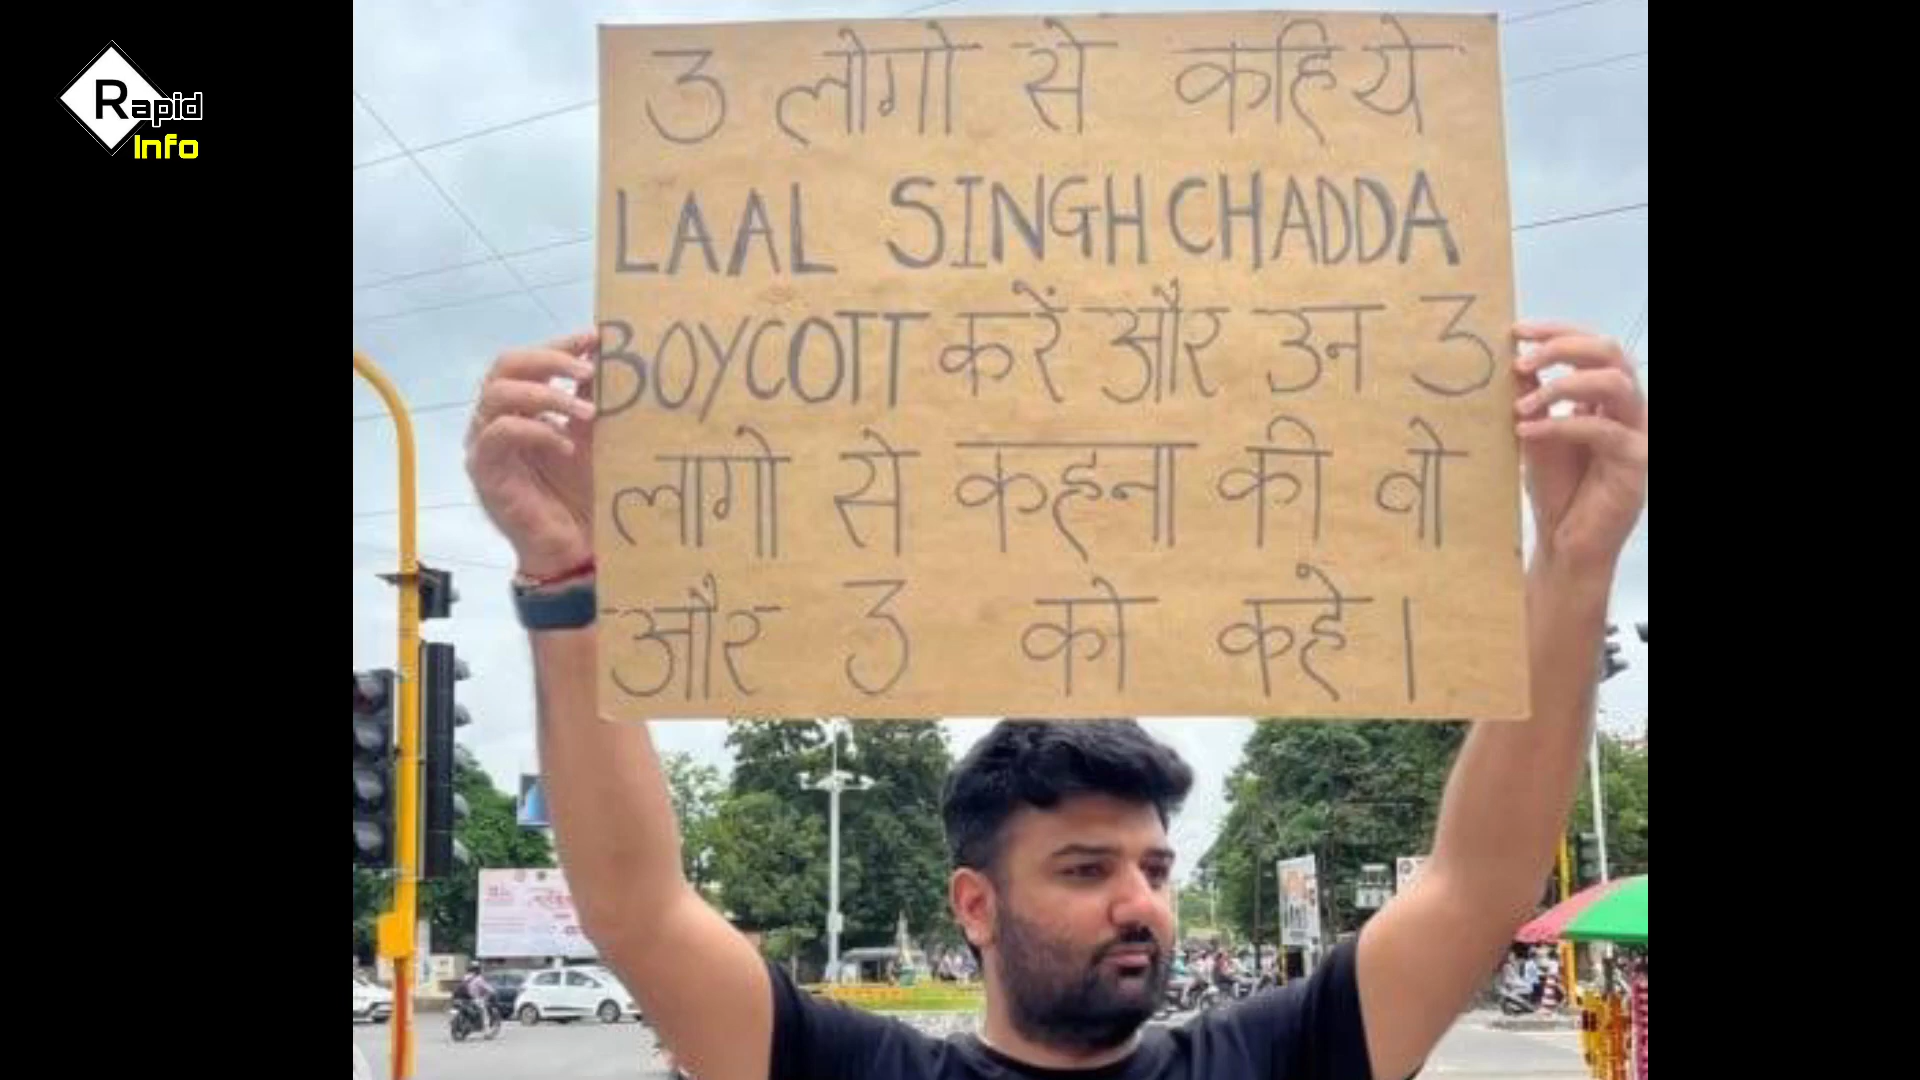 Rapid
Info
3 लोगो से कहिये
LAAL SINGH CHADDA
BOYCOTT करें और उन 3
लागो से कहना की वो
और 3 को कहे।